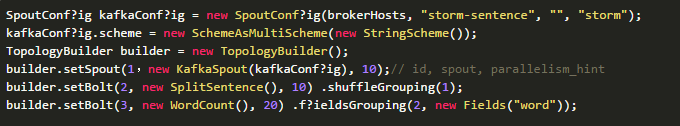 SpoutConf?ig kafkaConf?ig = new SpoutConf?ig(brokerHosts, "storm-sentence", "", "storm");
kafkaConf?ig.scheme = new SchemeAsMultiScheme(new StringScheme());
TopologyBuilder builder = new TopologyBuilder();
builder.setSpout(1，new KafkaSpout(kafkaConf?ig), 10);// id, spout, parallelism_hint
builder.setBolt(2, new SplitSentence(), 10) .shuffleGrouping(1);
builder.setBolt(3, new WordCount(), 20) .f?ieldsGrouping(2, new Fields("word"));